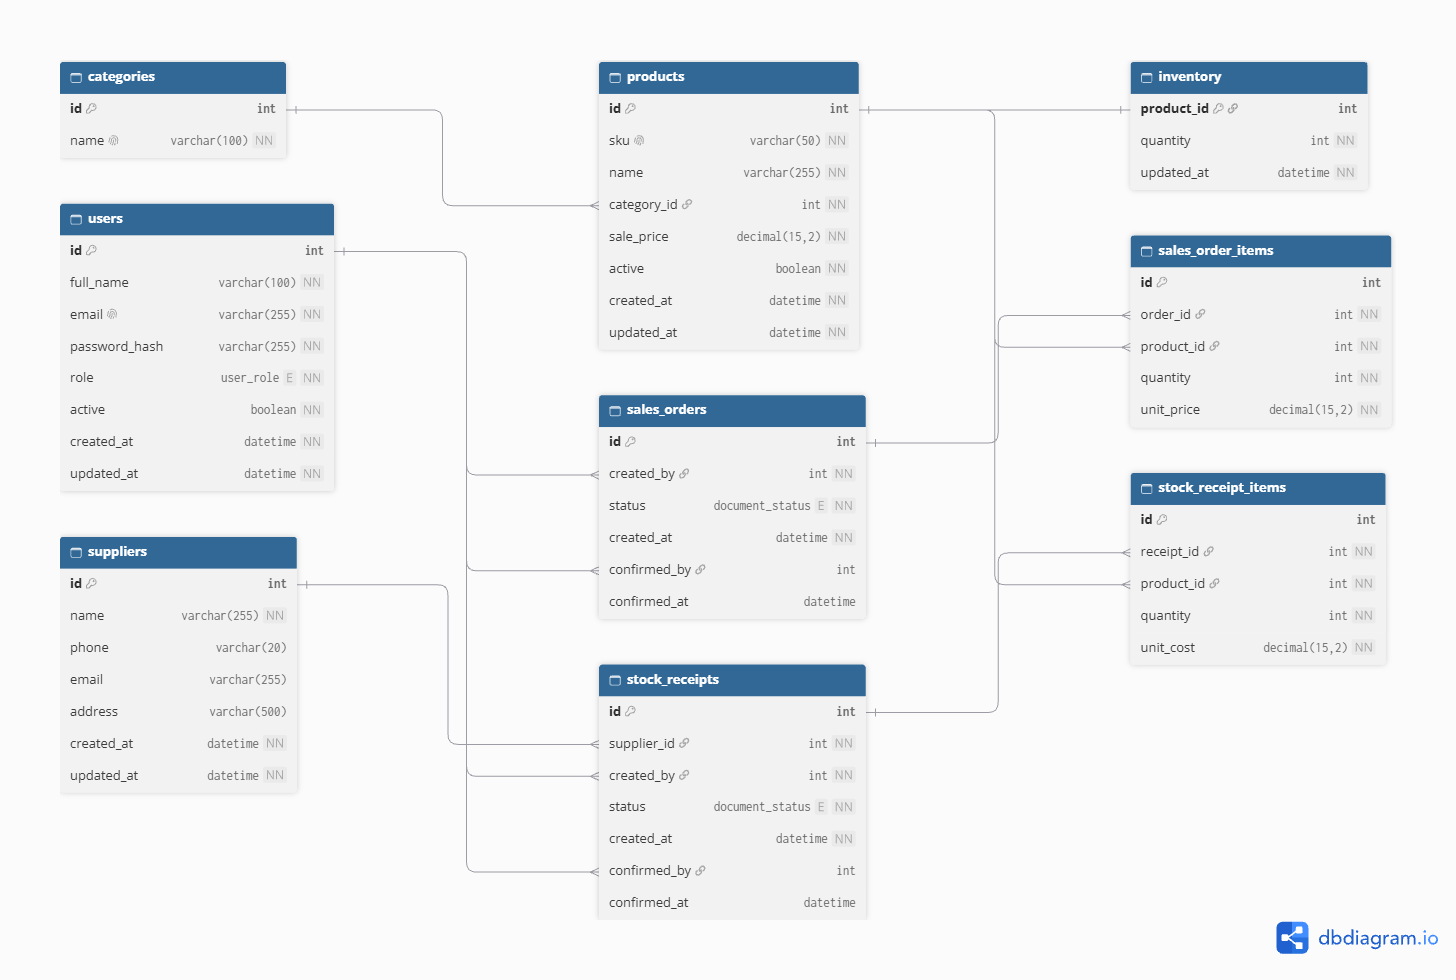 categories
id int
name varchar(100) NN
users
id int
full_name varchar(100) NN
email varchar(255) NN
password_hash varchar(255) NN
role user_role E NN
active boolean NN
created_at datetime NN
updated_at datetime NN
suppliers
id int
name varchar(255) NN
phone varchar(20)
email varchar(255)
address varchar(500)
created_at datetime NN
updated_at datetime NN
products
id int
sku varchar(50) NN
name varchar(255) NN
category_id int NN
sale_price decimal(15,2) NN
active boolean NN
created_at datetime NN
updated_at datetime NN
sales_orders
id int
created_by int NN
status document_status E NN
created_at datetime NN
confirmed_by int
confirmed_at datetime
stock_receipts
id int
supplier_id int NN
created_by int NN
status document_status E NN
created_at datetime NN
confirmed_by int
confirmed_at datetime
inventory
product_id int
quantity int NN
updated_at datetime NN
sales_order_items
id int
order_id int NN
product_id int NN
quantity int NN
unit_price decimal(15,2) NN
stock_receipt_items
id int
receipt_id int NN
product_id int NN
quantity int NN
unit_cost decimal(15,2) NN
dbdiagram.io